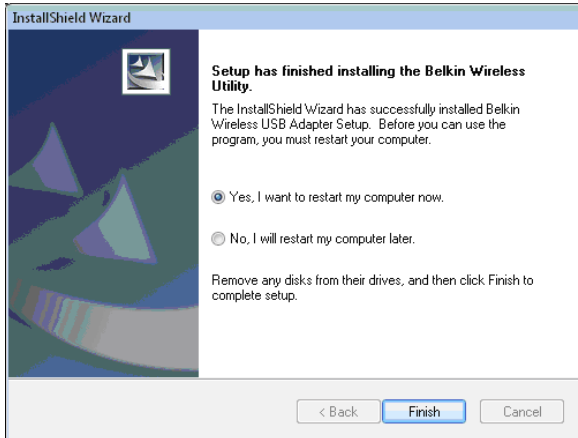 InstallShield Wizard
Setup has finished installing the Belkin Wireless
Utility.
The InstallShield Wizard has successfully installed Belkin
Wireless USB Adapter Setup.  Before you can use the
program, you must restart your computer.
Yes, I want to restart my computer now.
No, I will restart my computer later.
Remove any disks from their drives, and then click Finish to
complete setup.
< Back
Finish
Cancel